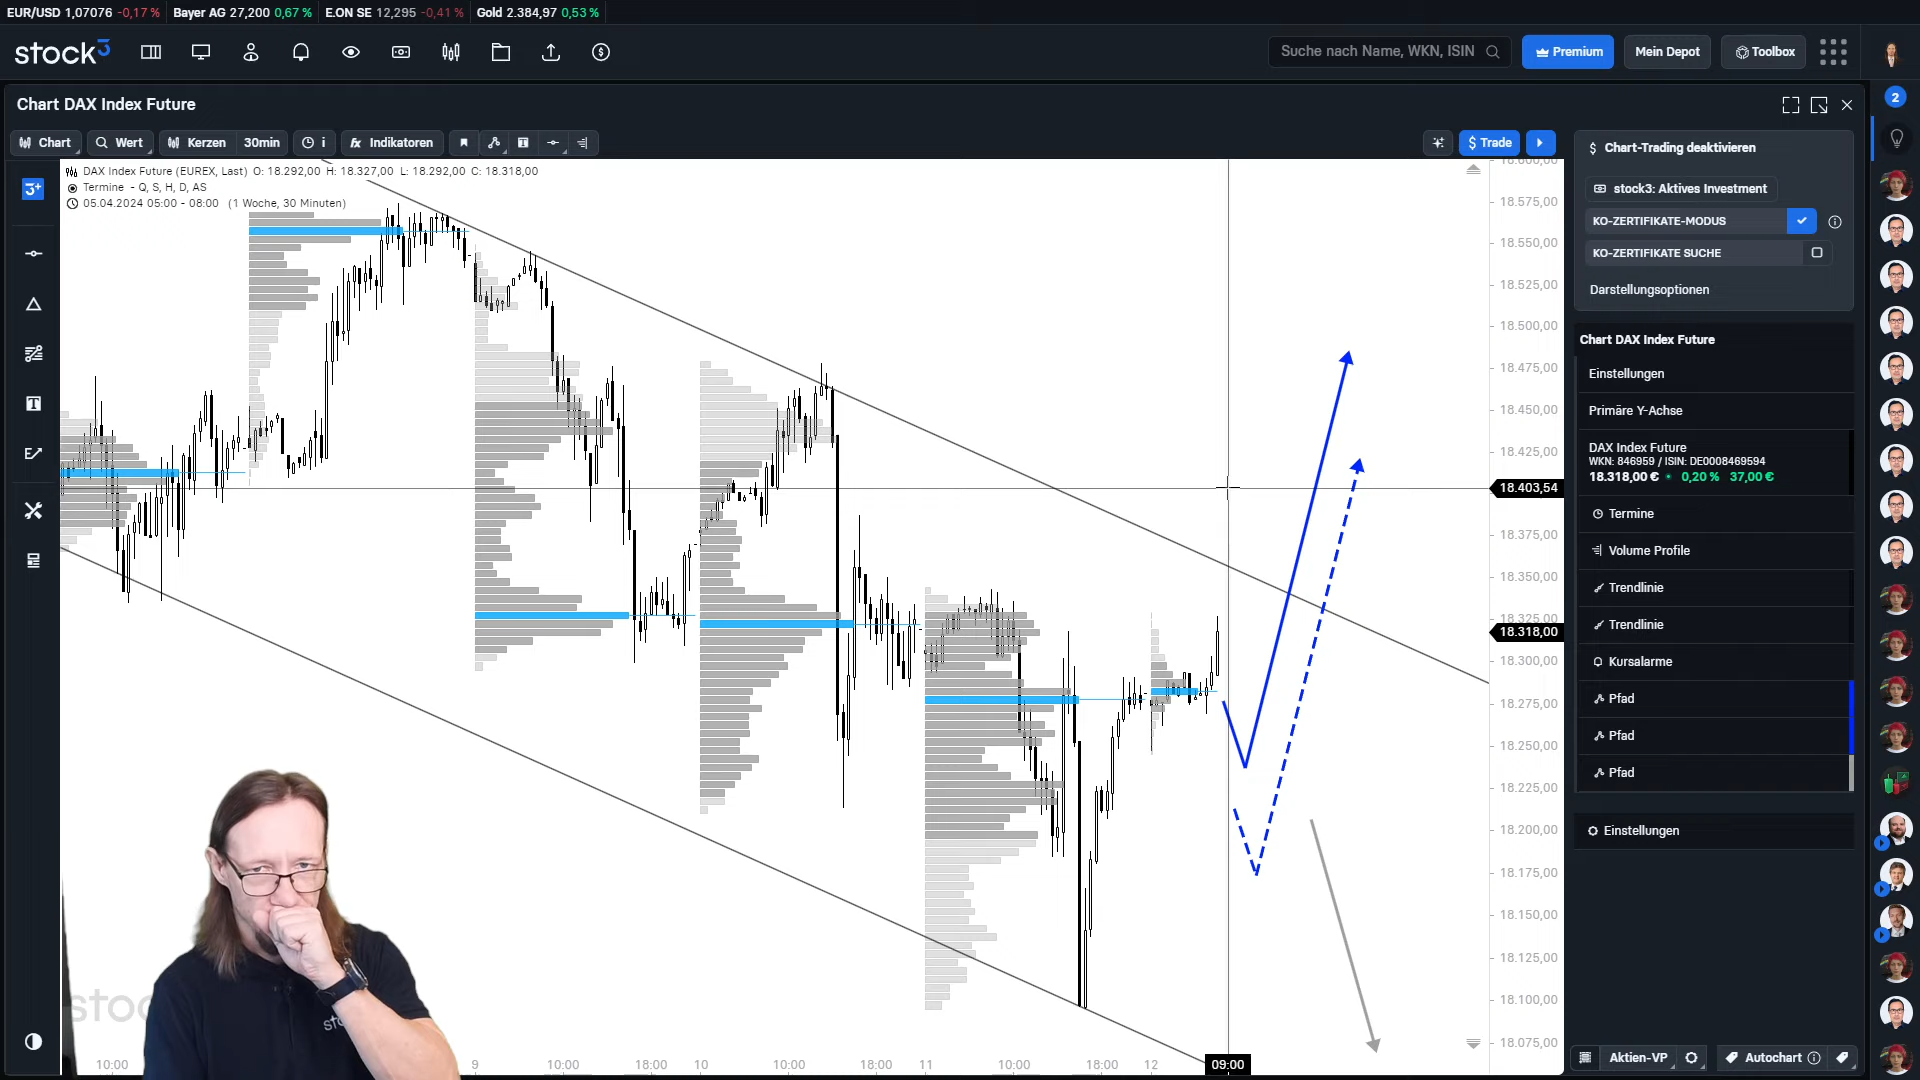 EUR/USD 1,07076 -0,17 % Bayer AG 27,200 0,67 % E.ON SE 12,295 -0,41 % Gold 2.384,97 0,53 %
stock3
Suche nach Name, WKN, ISIN
Premium
Mein Depot
Toolbox
Chart DAX Index Future
2
Chart Wert Kerzen 30min i fx Indikatoren $ Trade
DAX Index Future (EUREX, Last) O: 18.292,00 H: 18.327,00 L: 18.292,00 C: 18.318,00
Termine - Q, S, H, D, AS
05.04.2024 05:00 - 08:00 (1 Woche, 30 Minuten)
3+
T
18.600,00
18.575,00
18.550,00
18.525,00
18.500,00
18.475,00
18.450,00
18.425,00
18.403,54
18.375,00
18.350,00
18.325,00
18.318,00
18.300,00
18.275,00
18.250,00
18.225,00
18.200,00
18.175,00
18.150,00
18.125,00
18.100,00
18.075,00
10:00 9 10:00 18:00 10 10:00 18:00 11 10:00 18:00 12 09:00
$ Chart-Trading deaktivieren
stock3: Aktives Investment
KO-ZERTIFIKATE-MODUS
KO-ZERTIFIKATE SUCHE
Darstellungsoptionen
Chart DAX Index Future
Einstellungen
Primäre Y-Achse
DAX Index Future
WKN: 846959 / ISIN: DE0008469594
18.318,00 € 0,20 % 37,00 €
Termine
Volume Profile
Trendlinie
Trendlinie
Kursalarme
Pfad
Pfad
Pfad
Einstellungen
Aktien-VP
Autochart